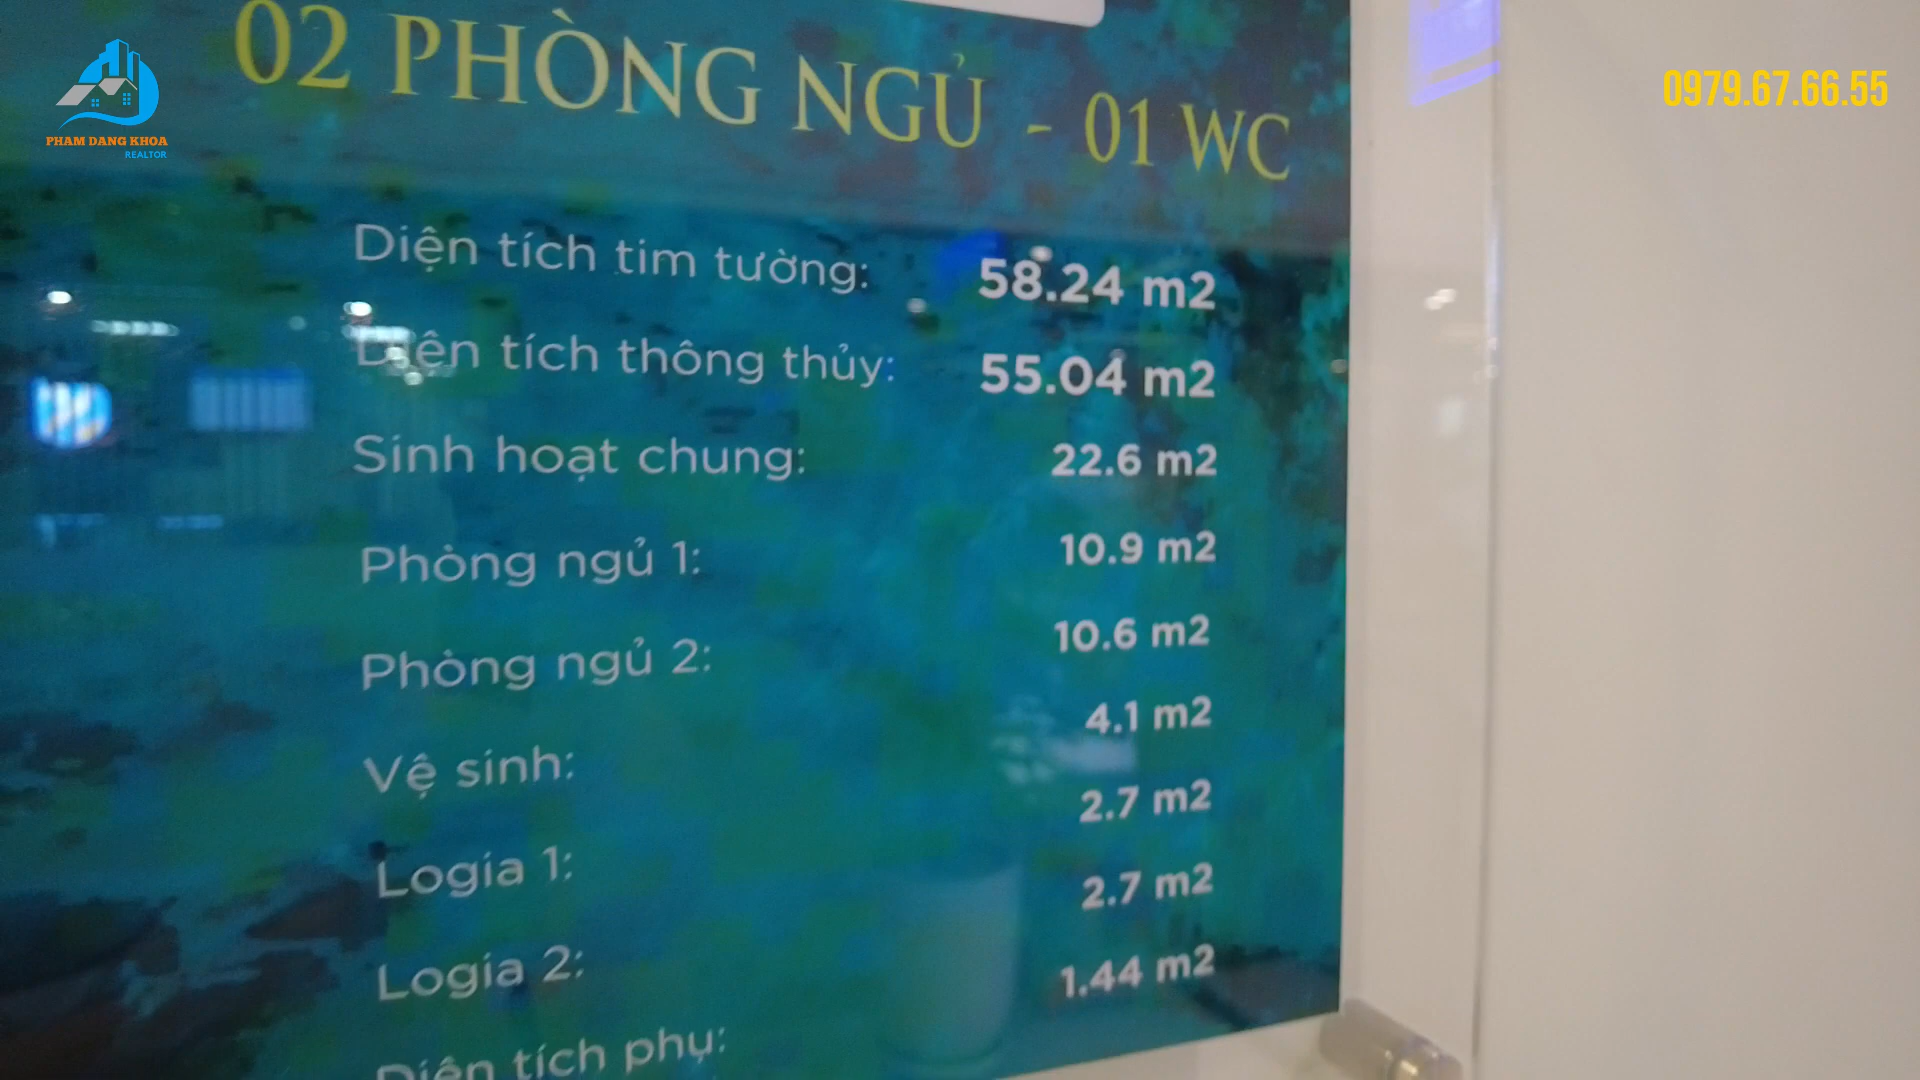 02 PHÒNG NGỦ - 01 WC
PHAM DANG KHOA
REALTOR
0979.67.66.55
Diện tích tim tường: 58.24 m2
Diện tích thông thủy: 55.04 m2
Sinh hoạt chung: 22.6 m2
Phòng ngủ 1: 10.9 m2
Phòng ngủ 2: 10.6 m2
Vệ sinh: 4.1 m2
Logia 1: 2.7 m2
Logia 2: 2.7 m2
Diện tích phụ: 1.44 m2